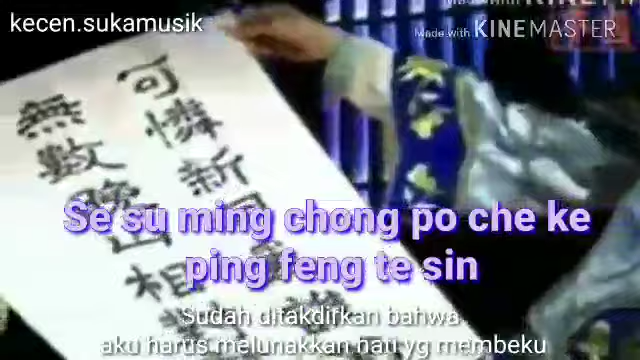 kecen.sukamusik
Made with KINEMASTER
可憐新
無數
相
Se su ming chong po che ke
ping feng te sin
Sudah ditakdirkan bahwa
aku harus melunakkan hati yg membeku